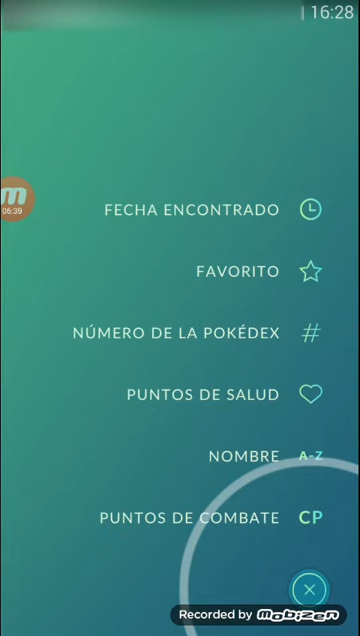 16:28
m
06:39
FECHA ENCONTRADO
FAVORITO
NÚMERO DE LA POKÉDEX #
PUNTOS DE SALUD
NOMBRE A-Z
PUNTOS DE COMBATE CP
Recorded by mobizen